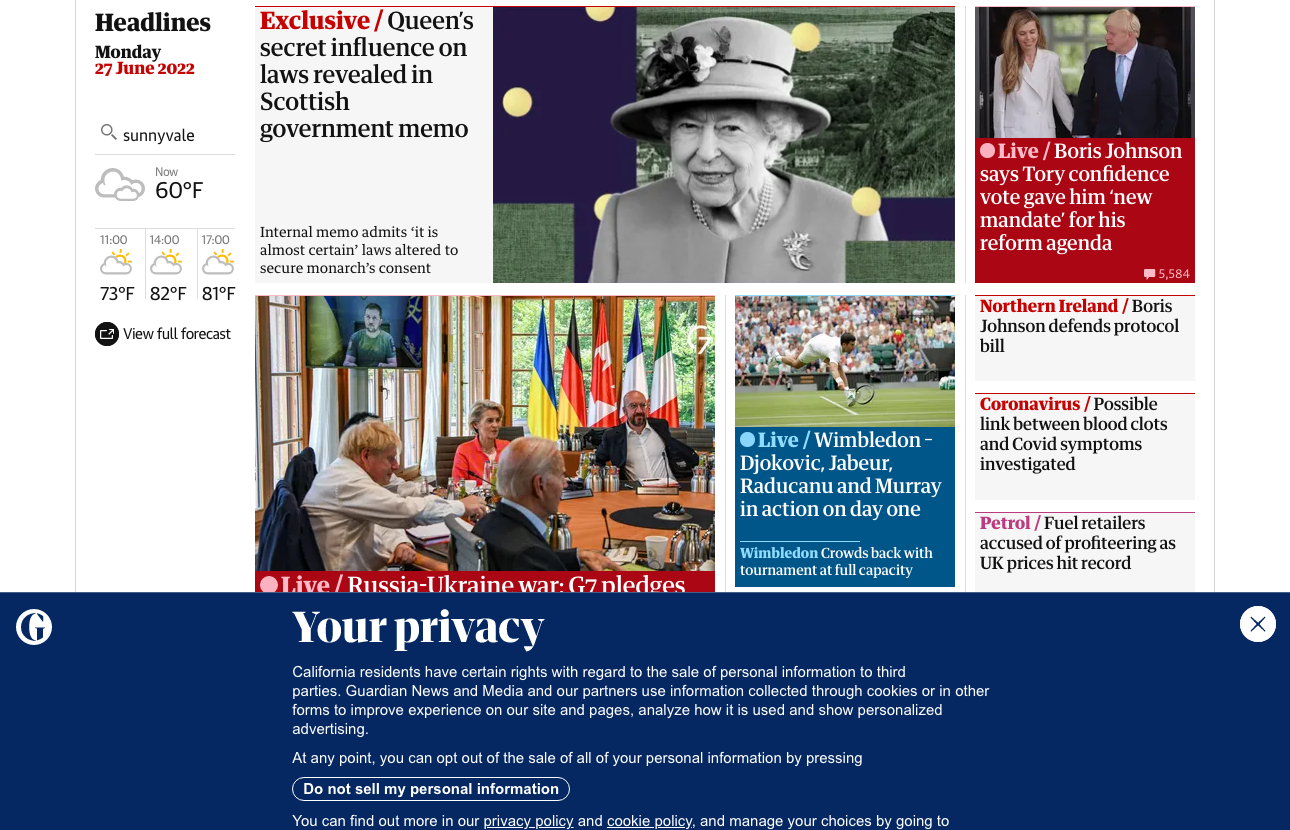 Headlines
Monday
27 June 2022
sunnyvale
Now
60°F
11:00
14:00
17:00
73°F
82°F
81°F
View full forecast
Exclusive / Queen’s
secret influence on
laws revealed in
Scottish
government memo
Internal memo admits ‘it is
almost certain’ laws altered to
secure monarch’s consent
Live / Boris Johnson
says Tory confidence
vote gave him ‘new
mandate’ for his
reform agenda
5,584
G7
Live / Russia-Ukraine war: G7 pledges
Live / Wimbledon –
Djokovic, Jabeur,
Raducanu and Murray
in action on day one
Wimbledon Crowds back with
tournament at full capacity
Northern Ireland / Boris
Johnson defends protocol
bill
Coronavirus / Possible
link between blood clots
and Covid symptoms
investigated
Petrol / Fuel retailers
accused of profiteering as
UK prices hit record
G
Your privacy
California residents have certain rights with regard to the sale of personal information to third
parties. Guardian News and Media and our partners use information collected through cookies or in other
forms to improve experience on our site and pages, analyze how it is used and show personalized
advertising.
At any point, you can opt out of the sale of all of your personal information by pressing
Do not sell my personal information
You can find out more in our privacy policy and cookie policy, and manage your choices by going to